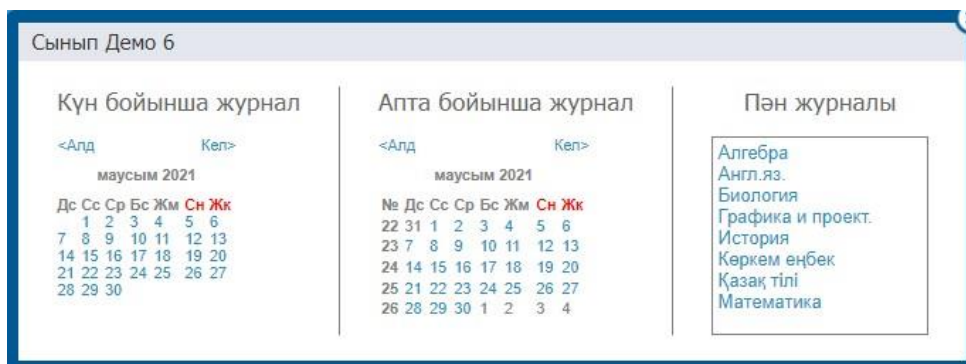 Сынып Демо 6
Күн бойынша журнал
<Алд Кел>
маусым 2021
Дс Сс Ср Бс Жм Сн Жк
1 2 3 4 5 6
7 8 9 10 11 12 13
14 15 16 17 18 19 20
21 22 23 24 25 26 27
28 29 30
Апта бойынша журнал
<Алд Кел>
маусым 2021
№ Дс Сс Ср Бс Жм Сн Жк
22 31 1 2 3 4 5 6
23 7 8 9 10 11 12 13
24 14 15 16 17 18 19 20
25 21 22 23 24 25 26 27
26 28 29 30 1 2 3 4
Пән журналы
Алгебра
Англ.яз.
Биология
Графика и проект.
История
Көркем еңбек
Қазақ тілі
Математика